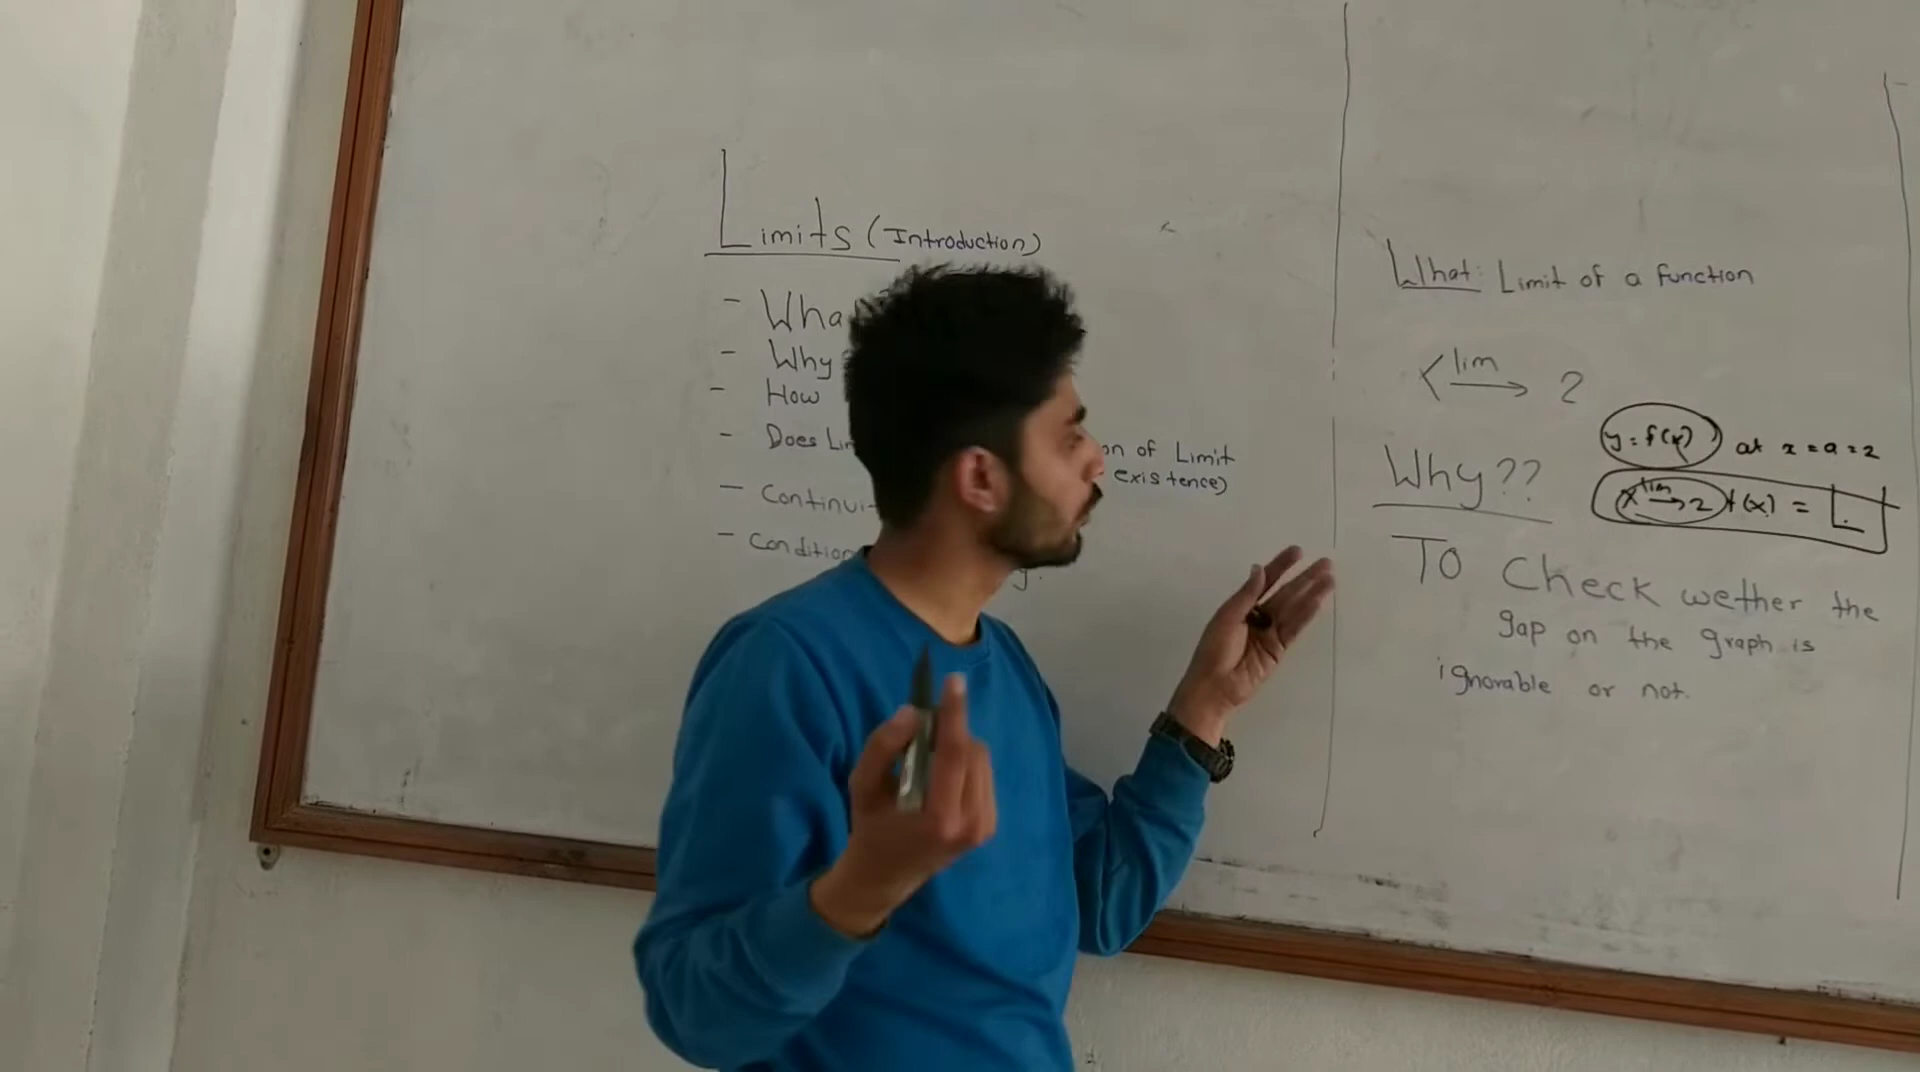 Limits (Introduction)
- Wha
- Why
- How
- Does Lim on of Limit
existence)
- Continui
- Condition
y.
What: Limit of a function
x lim→ 2
y = f(x) at x = a = 2
Why??
x lim→ 2 f(x) = L
To Check wether the
gap on the graph is
ignorable or not.